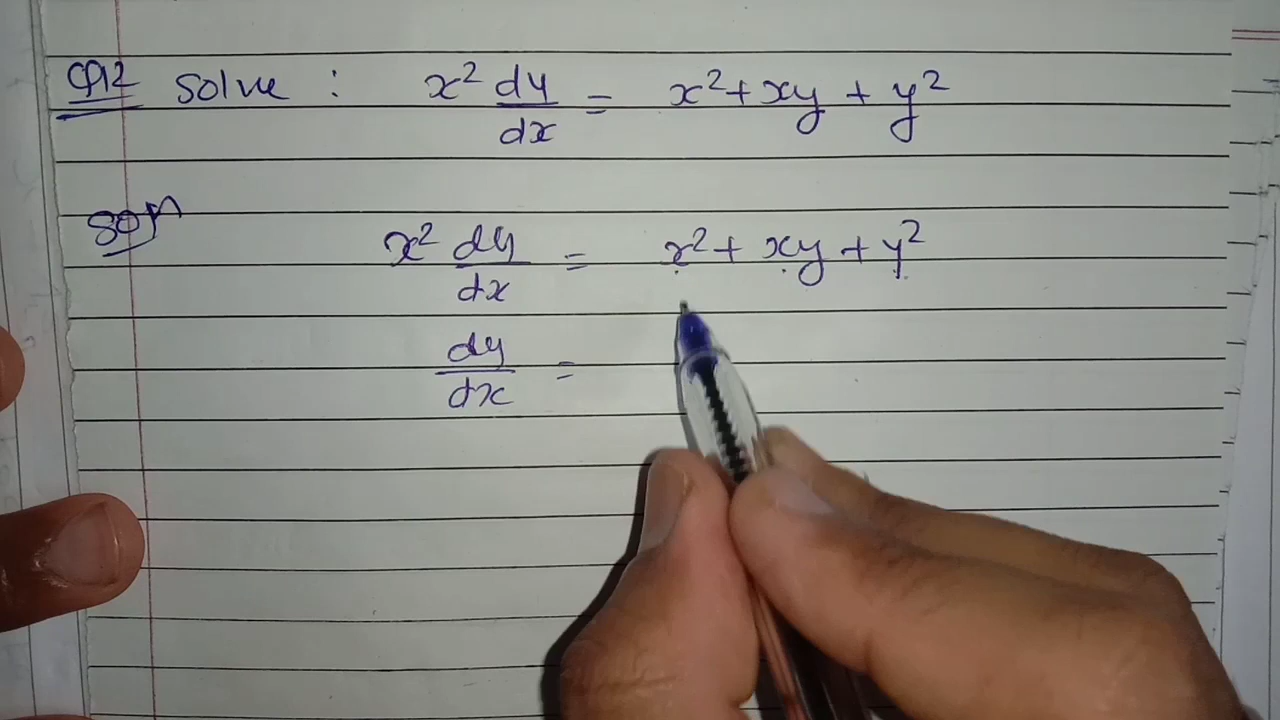 Q12 Solve : x² dy/dx = x² + xy + y²
Soln
x² dy/dx = x² + xy + y²
dy/dx =